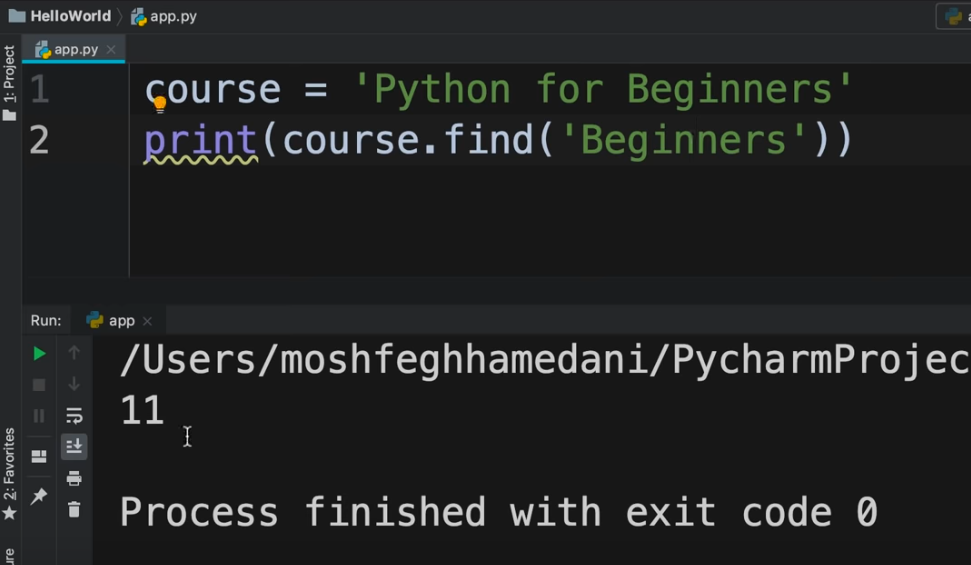 HelloWorld 〉 app.py
1: Project
app.py ×
1 course = 'Python for Beginners'
2 print(course.find('Beginners'))
Run: app ×
/Users/moshfeghhamedani/PycharmProjec
11
Process finished with exit code 0
2: Favorites